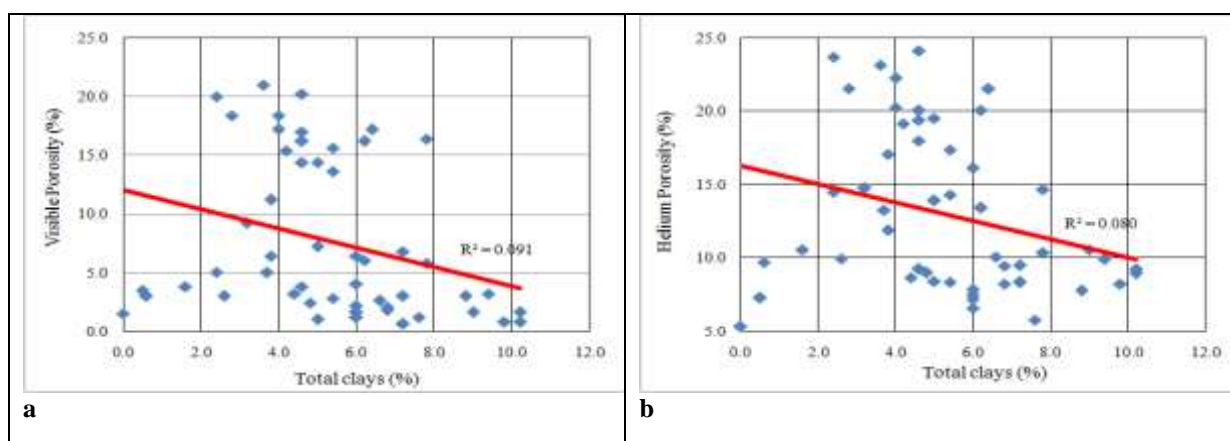 25.0
20.0
15.0
10.0
5.0
0.0
Visible Porosity (%)
R² = 0.091
0.0 2.0 4.0 6.0 8.0 10.0 12.0
Total clays (%)
a
25.0
20.0
15.0
10.0
5.0
Helium Porosity (%)
R² = 0.080
0.0 2.0 4.0 6.0 8.0 10.0 12.0
Total clays (%)
b